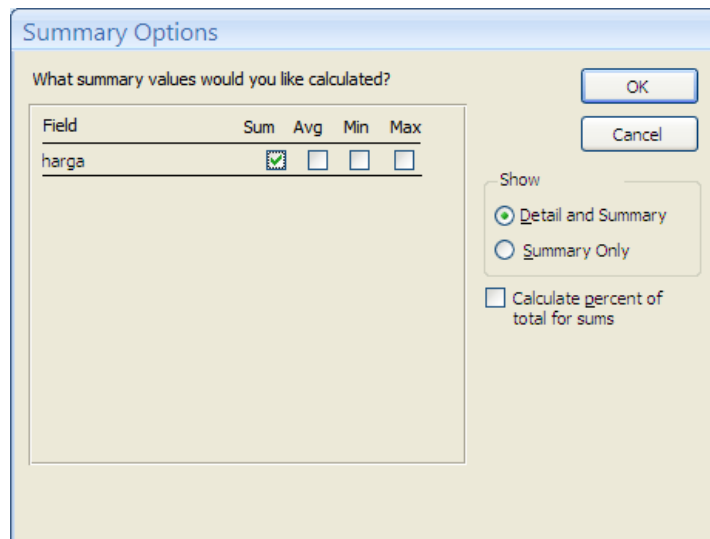 Summary Options
What summary values would you like calculated?
OK
Cancel
Field Sum Avg Min Max
harga
Show
Detail and Summary
Summary Only
Calculate percent of
total for sums